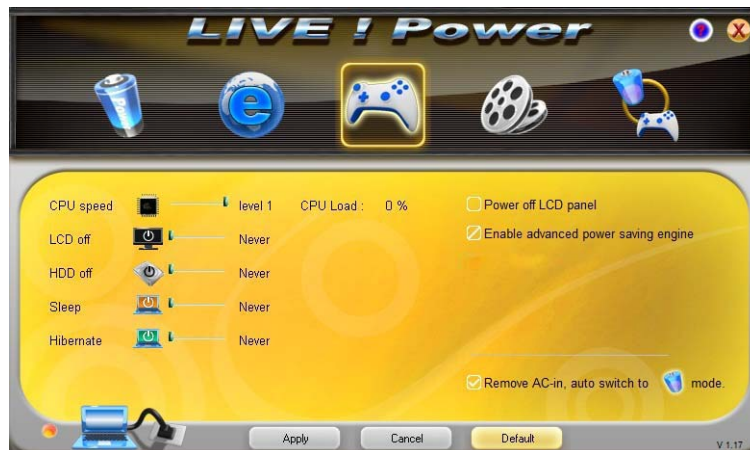 LIVE ! Power
Power
CPU speed level 1 CPU Load : 0 %
Power off LCD panel
LCD off Never
Enable advanced power saving engine
HDD off Never
Sleep Never
Hibernate Never
Remove AC-in, auto switch to mode.
Apply Cancel Default
V 1.17